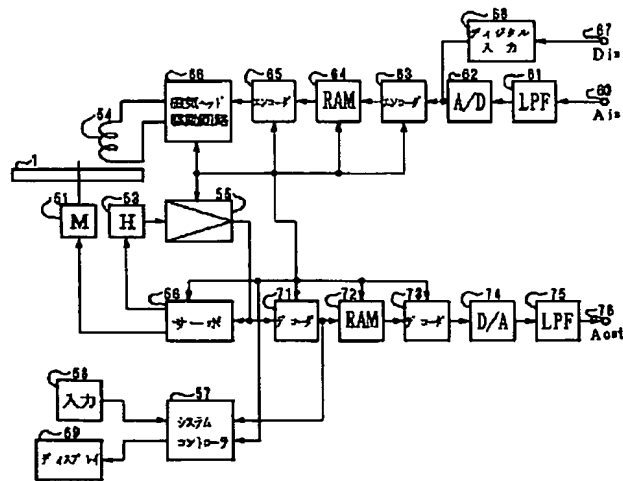 68
ディジタル
入力
67
Dis
66
磁気ヘッド
駆動回路
65
エンコーダ
64
RAM
63
エンコーダ
62
A/D
61
LPF
60
Ais
54
1
51
M
53
H
55
56
サーボ
71
デコーダ
72
RAM
73
デコーダ
74
D/A
75
LPF
76
Aout
58
入力
57
システム
コントローラ
59
ディスプレイ